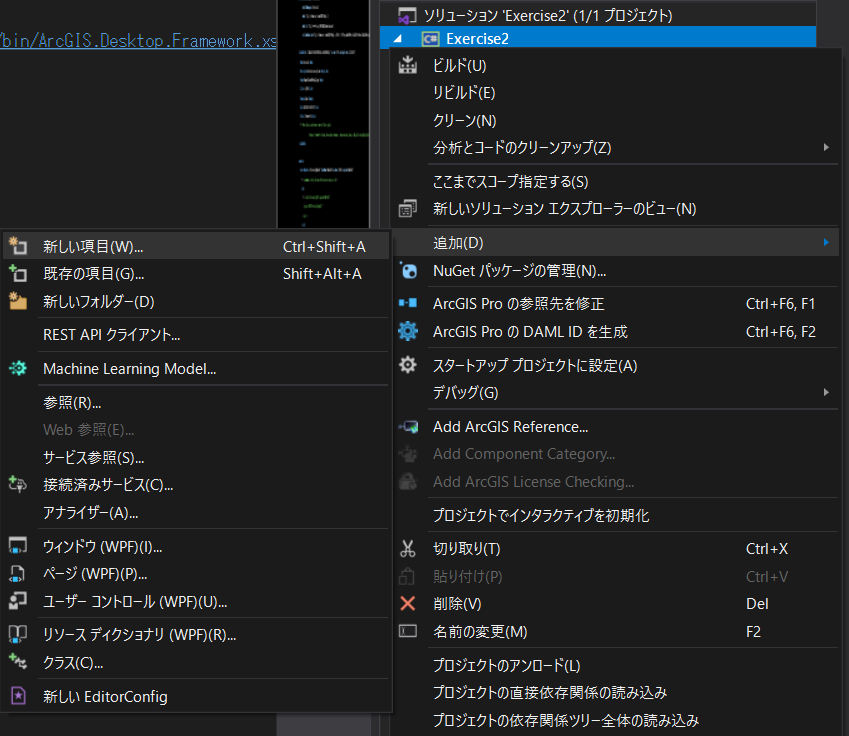 /bin/ArcGIS.Desktop.Framework.xs
ソリューション 'Exercise2' (1/1 プロジェクト)
C# Exercise2
ビルド(U)
リビルド(E)
クリーン(N)
分析とコードのクリーンアップ(Z)
ここまでスコープ指定する(S)
新しいソリューション エクスプローラーのビュー(N)
追加(D)
NuGet パッケージの管理(N)...
ArcGIS Pro の参照先を修正 Ctrl+F6, F1
ArcGIS Pro の DAML ID を生成 Ctrl+F6, F2
スタートアップ プロジェクトに設定(A)
デバッグ(G)
Add ArcGIS Reference...
Add Component Category...
Add ArcGIS License Checking...
プロジェクトでインタラクティブを初期化
切り取り(T) Ctrl+X
貼り付け(P) Ctrl+V
削除(V) Del
名前の変更(M) F2
プロジェクトのアンロード(L)
プロジェクトの直接依存関係の読み込み
プロジェクトの依存関係ツリー全体の読み込み
新しい項目(W)... Ctrl+Shift+A
既存の項目(G)... Shift+Alt+A
新しいフォルダー(D)
REST API クライアント...
Machine Learning Model...
参照(R)...
Web 参照(E)...
サービス参照(S)...
接続済みサービス(C)...
アナライザー(A)...
ウィンドウ (WPF)(I)...
ページ (WPF)(P)...
ユーザー コントロール (WPF)(U)...
リソース ディクショナリ (WPF)(R)...
クラス(C)...
新しい EditorConfig